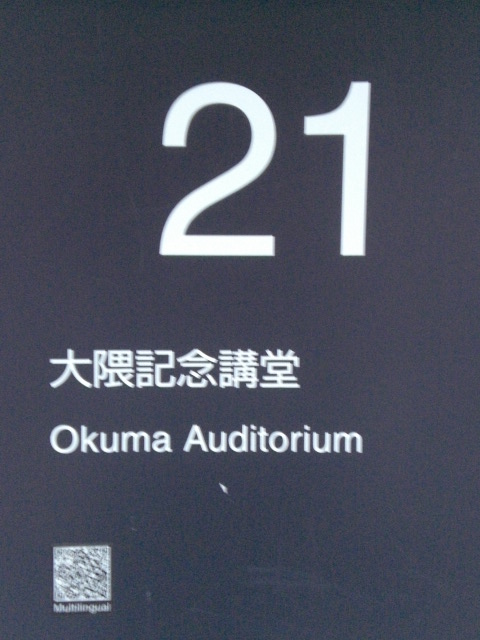 21
大隈記念講堂
Okuma Auditorium
Multilingual